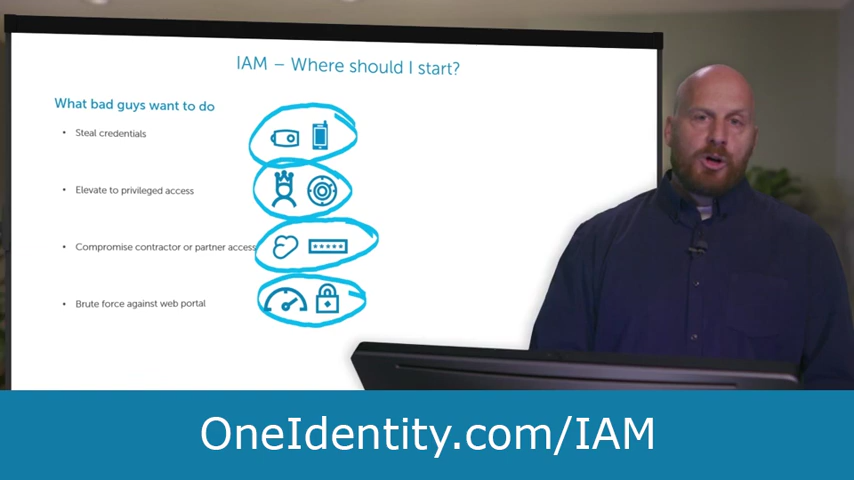 IAM – Where should I start?
What bad guys want to do
• Steal credentials
• Elevate to privileged access
• Compromise contractor or partner access
• Brute force against web portal
*****
OneIdentity.com/IAM